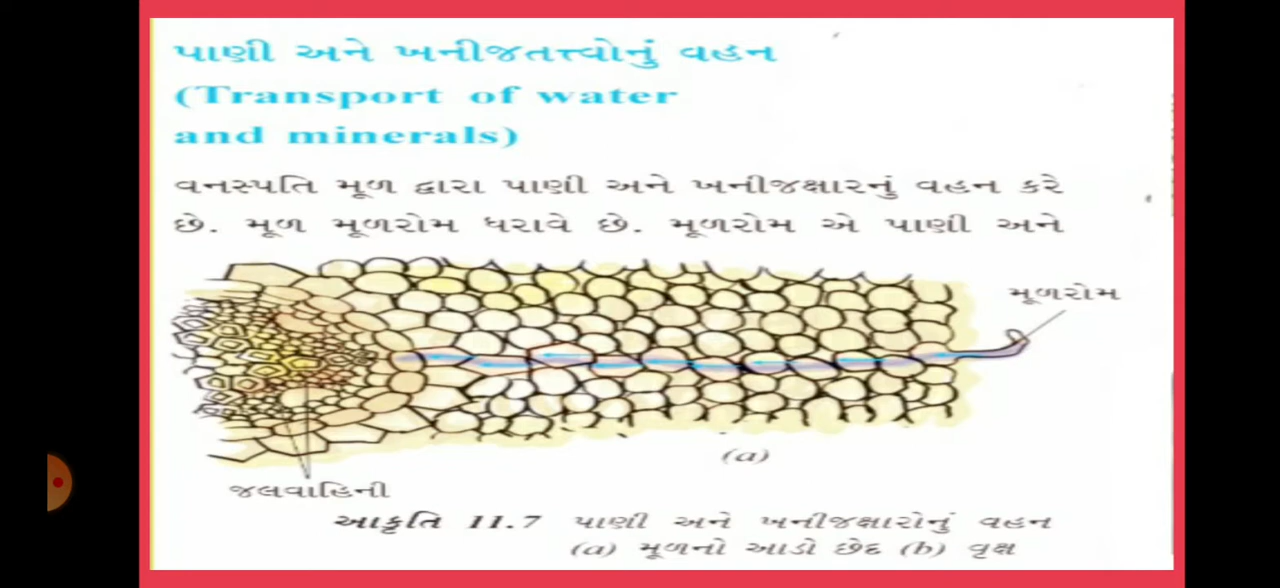 પાણી અને ખનીજતત્ત્વોનું વહન
(Transport of water
and minerals)
વનસ્પતિ મૂળ દ્વારા પાણી અને ખનીજક્ષારનું વહન કરે
છે. મૂળ મૂળરોમ ધરાવે છે. મૂળરોમ એ પાણી અને
મૂળરોમ
(a)
જલવાહિની
આકૃતિ 11.7 પાણી અને ખનીજક્ષારોનું વહન
(a) મૂળનો આડો છેદ (b) વૃક્ષ